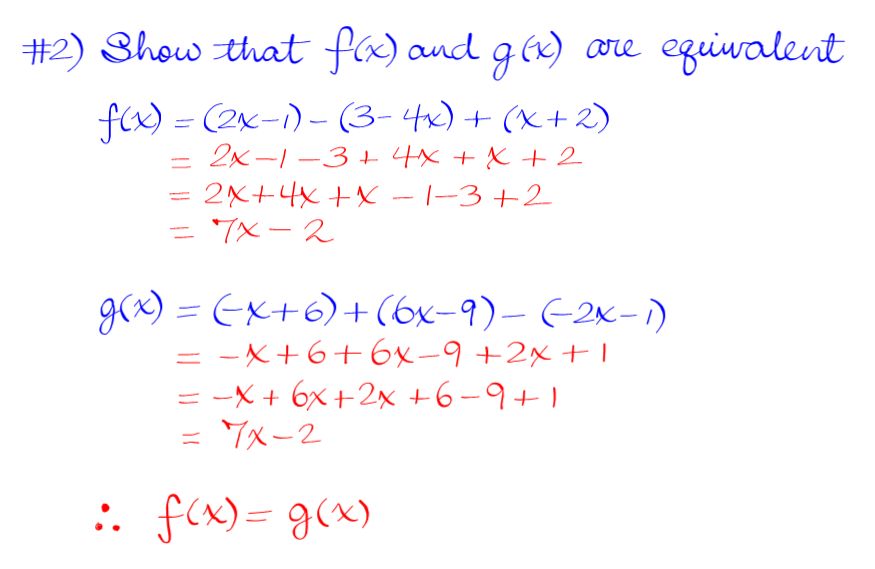 #2) Show that f(x) and g(x) are equivalent
f(x) = (2x-1) - (3-4x) + (x+2)
= 2x-1-3+4x+x+2
= 2x+4x+x-1-3+2
= 7x-2
g(x) = (-x+6)+(6x-9)-(-2x-1)
= -x+6+6x-9+2x+1
= -x+6x+2x+6-9+1
= 7x-2
∴ f(x) = g(x)